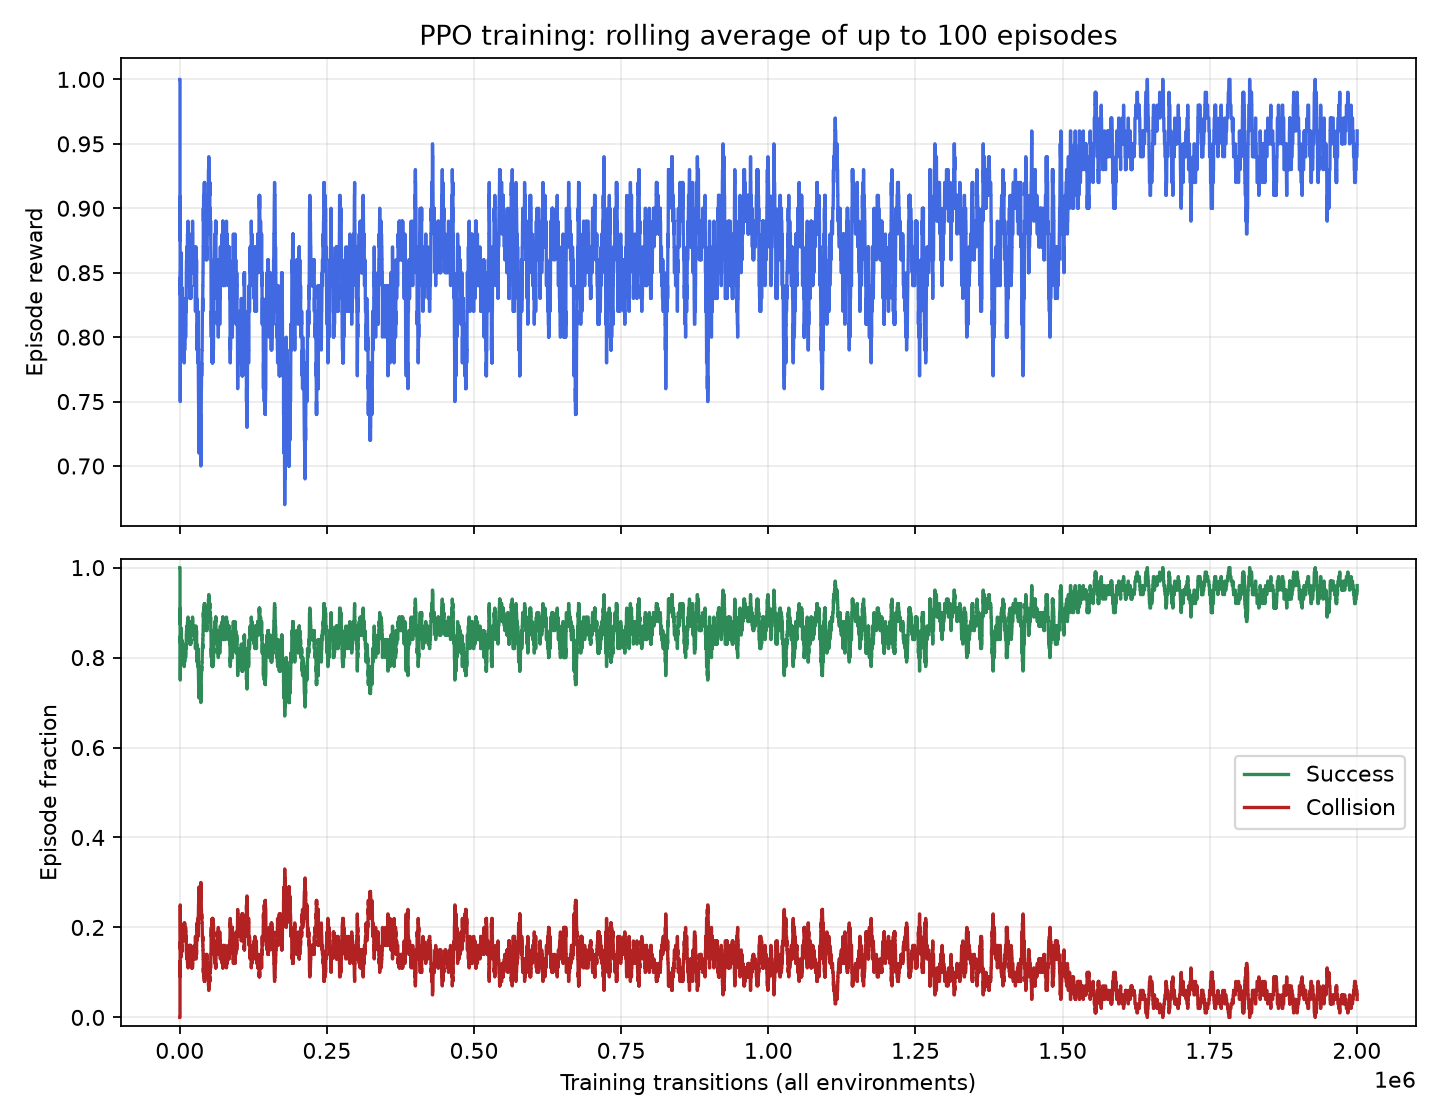 PPO training: rolling average of up to 100 episodes
1.00
0.95
0.90
0.85
0.80
0.75
0.70
Episode reward
1.0
0.8
0.6
0.4
0.2
0.0
Episode fraction
Success
Collision
0.00 0.25 0.50 0.75 1.00 1.25 1.50 1.75 2.00
Training transitions (all environments)
1e6